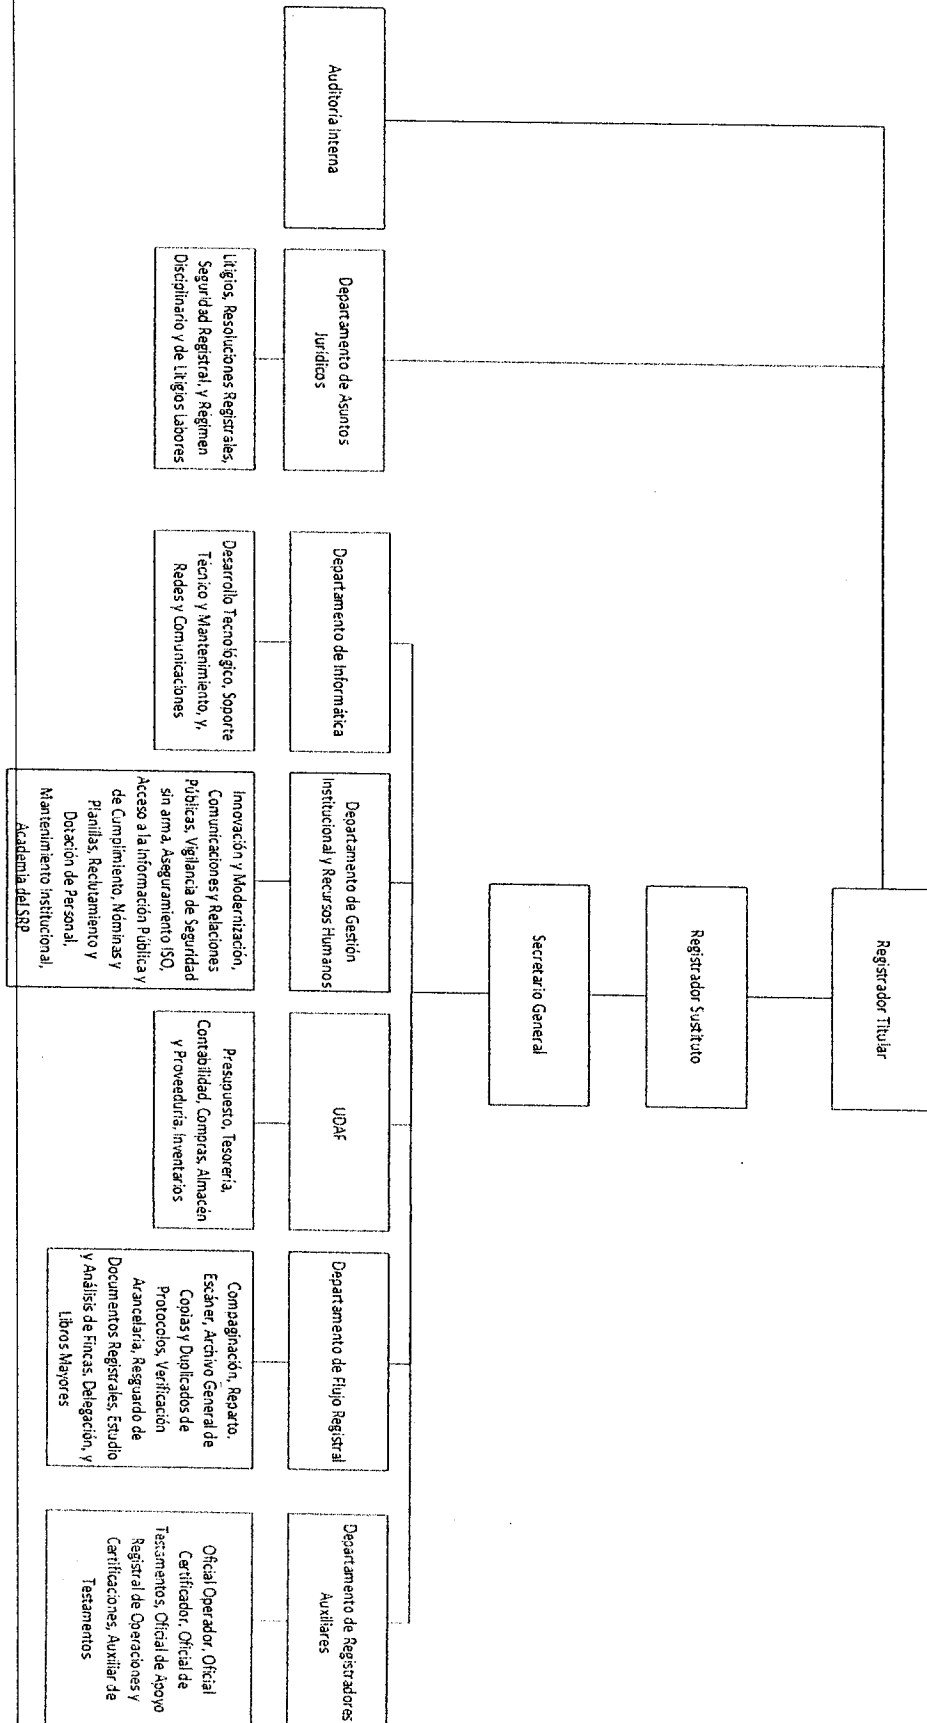 Registrador Titular
Registrador Sustituto
Secretario General
Auditoría Interna
Departamento de Asuntos
Jurídicos
Departamento de Informática
Departamento de Gestión
Institucional y Recursos Humanos
UDAF
Departamento de Flujo Registral
Departamento de Registradores
Auxiliares
Litigios, Resoluciones Registrales,
Seguridad Registral, y Régimen
Disciplinario y de Litigios Labores
Desarrollo Tecnológico, Soporte
Técnico y Mantenimiento, y,
Redes y Comunicaciones
Innovación y Modernización,
Comunicaciones y Relaciones
Públicas, Vigilancia de Seguridad
sin arma, Aseguramiento ISO,
Acceso a la Información Pública y
de Cumplimiento, Nóminas y
Planillas, Reclutamiento y
Dotación de Personal,
Mantenimiento Institucional,
Academia del SRP
Presupuesto, Tesorería,
Contabilidad, Compras, Almacén
y Proveeduría, Inventarios
Compaginación, Reparto,
Escáner, Archivo General de
Copias y Duplicados de
Protocolos, Verificación
Arancelaria, Resguardo de
Documentos Registrales, Estudio
y Análisis de Fincas, Delegación, y
Libros Mayores
Oficial Operador, Oficial
Certificador, Oficial de
Testamentos, Oficial de Apoyo
Registral de Operaciones y
Certificaciones, Auxiliar de
Testamentos